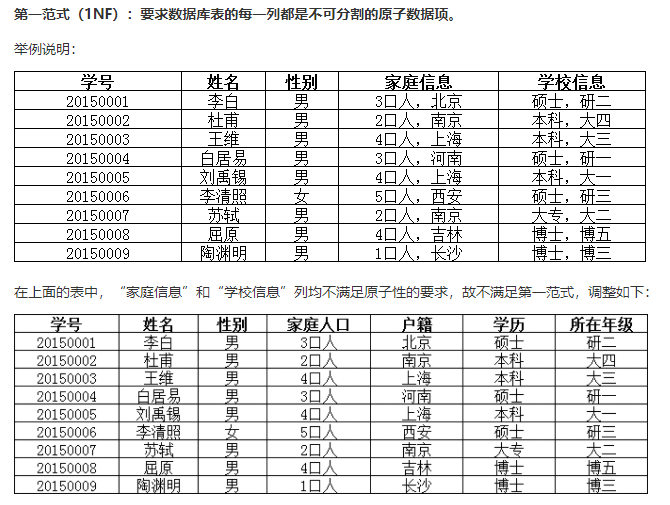 第一范式（1NF）：要求数据库表的每一列都是不可分割的原子数据项。
举例说明：
学号 姓名 性别 家庭信息 学校信息
20150001 李白 男 3口人，北京 硕士，研二
20150002 杜甫 男 2口人，南京 本科，大四
20150003 王维 男 4口人，上海 本科，大三
20150004 白居易 男 3口人，河南 硕士，研一
20150005 刘禹锡 男 4口人，上海 本科，大一
20150006 李清照 女 5口人，西安 硕士，研三
20150007 苏轼 男 2口人，南京 大专，大二
20150008 屈原 男 4口人，吉林 博士，博五
20150009 陶渊明 男 1口人，长沙 博士，博三
在上面的表中，“家庭信息”和“学校信息”列均不满足原子性的要求，故不满足第一范式，调整如下：
学号 姓名 性别 家庭人口 户籍 学历 所在年级
20150001 李白 男 3口人 北京 硕士 研二
20150002 杜甫 男 2口人 南京 本科 大四
20150003 王维 男 4口人 上海 本科 大三
20150004 白居易 男 3口人 河南 硕士 研一
20150005 刘禹锡 男 4口人 上海 本科 大一
20150006 李清照 女 5口人 西安 硕士 研三
20150007 苏轼 男 2口人 南京 大专 大二
20150008 屈原 男 4口人 吉林 博士 博五
20150009 陶渊明 男 1口人 长沙 博士 博三